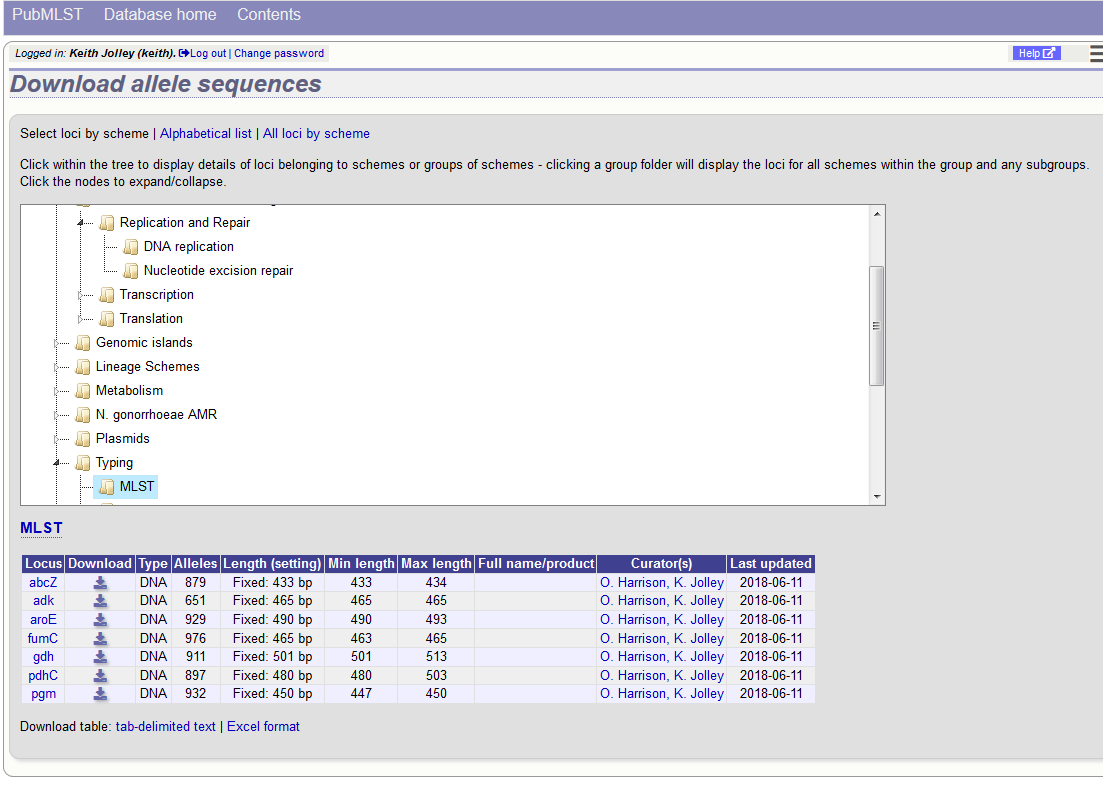 PubMLST Database home Contents
Logged in: Keith Jolley (keith). Log out | Change password Help
Download allele sequences
Select loci by scheme | Alphabetical list | All loci by scheme
Click within the tree to display details of loci belonging to schemes or groups of schemes - clicking a group folder will display the loci for all schemes within the group and any subgroups.
Click the nodes to expand/collapse.
Replication and Repair
DNA replication
Nucleotide excision repair
Transcription
Translation
Genomic islands
Lineage Schemes
Metabolism
N. gonorrhoeae AMR
Plasmids
Typing
MLST
MLST
Locus Download Type Alleles Length (setting) Min length Max length Full name/product Curator(s) Last updated
abcZ DNA 879 Fixed: 433 bp 433 434 O. Harrison, K. Jolley 2018-06-11
adk DNA 651 Fixed: 465 bp 465 465 O. Harrison, K. Jolley 2018-06-11
aroE DNA 929 Fixed: 490 bp 490 493 O. Harrison, K. Jolley 2018-06-11
fumC DNA 976 Fixed: 465 bp 463 465 O. Harrison, K. Jolley 2018-06-11
gdh DNA 911 Fixed: 501 bp 501 513 O. Harrison, K. Jolley 2018-06-11
pdhC DNA 897 Fixed: 480 bp 480 503 O. Harrison, K. Jolley 2018-06-11
pgm DNA 932 Fixed: 450 bp 447 450 O. Harrison, K. Jolley 2018-06-11
Download table: tab-delimited text | Excel format